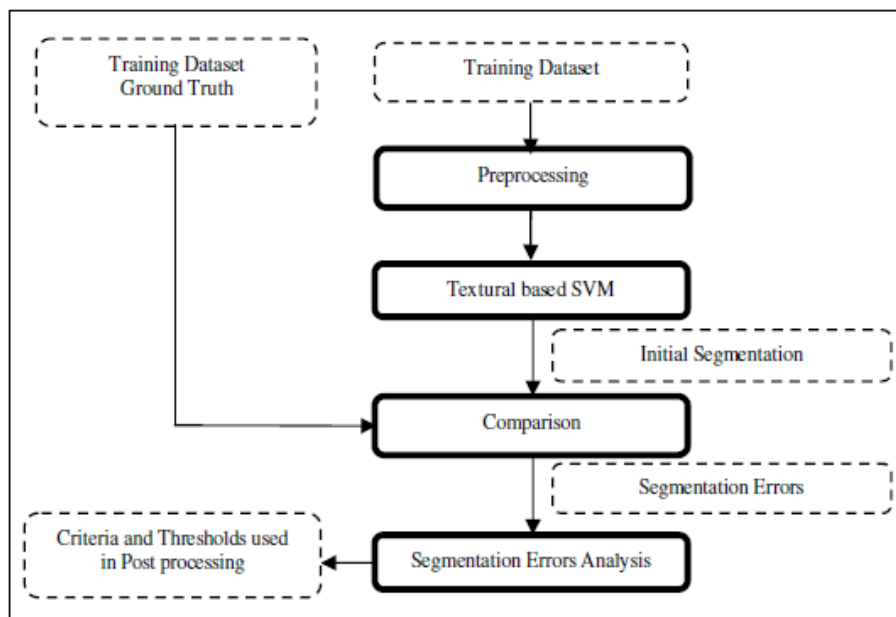 Training Dataset
Ground Truth
Training Dataset
Preprocessing
Textural based SVM
Initial Segmentation
Comparison
Segmentation Errors
Criteria and Thresholds used
in Post processing
Segmentation Errors Analysis